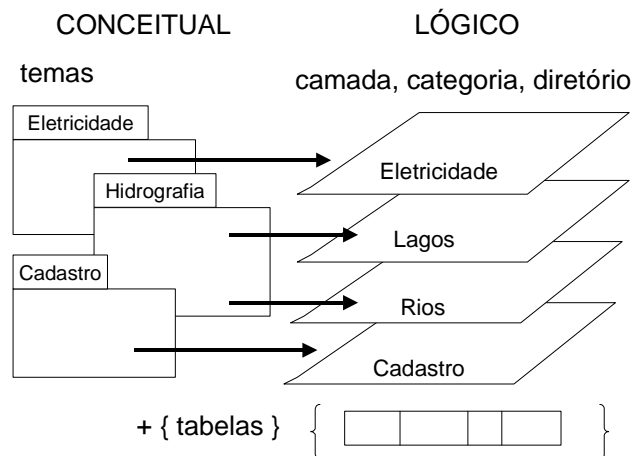 CONCEITUAL LÓGICO
temas
camada, categoria, diretório
Eletricidade
Eletricidade
Hidrografia
Lagos
Cadastro
Rios
Cadastro
+ { tabelas } { }